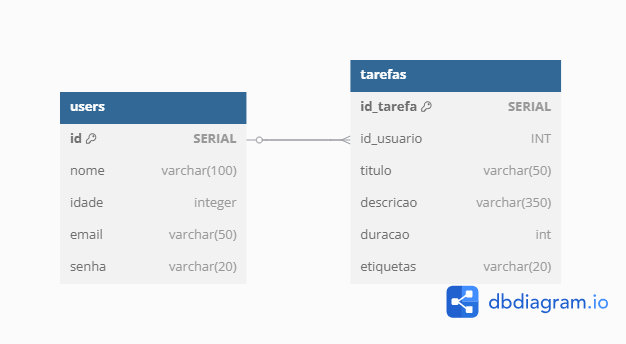 users
id SERIAL
nome varchar(100)
idade integer
email varchar(50)
senha varchar(20)
tarefas
id_tarefa SERIAL
id_usuario INT
titulo varchar(50)
descricao varchar(350)
duracao int
etiquetas varchar(20)
dbdiagram.io